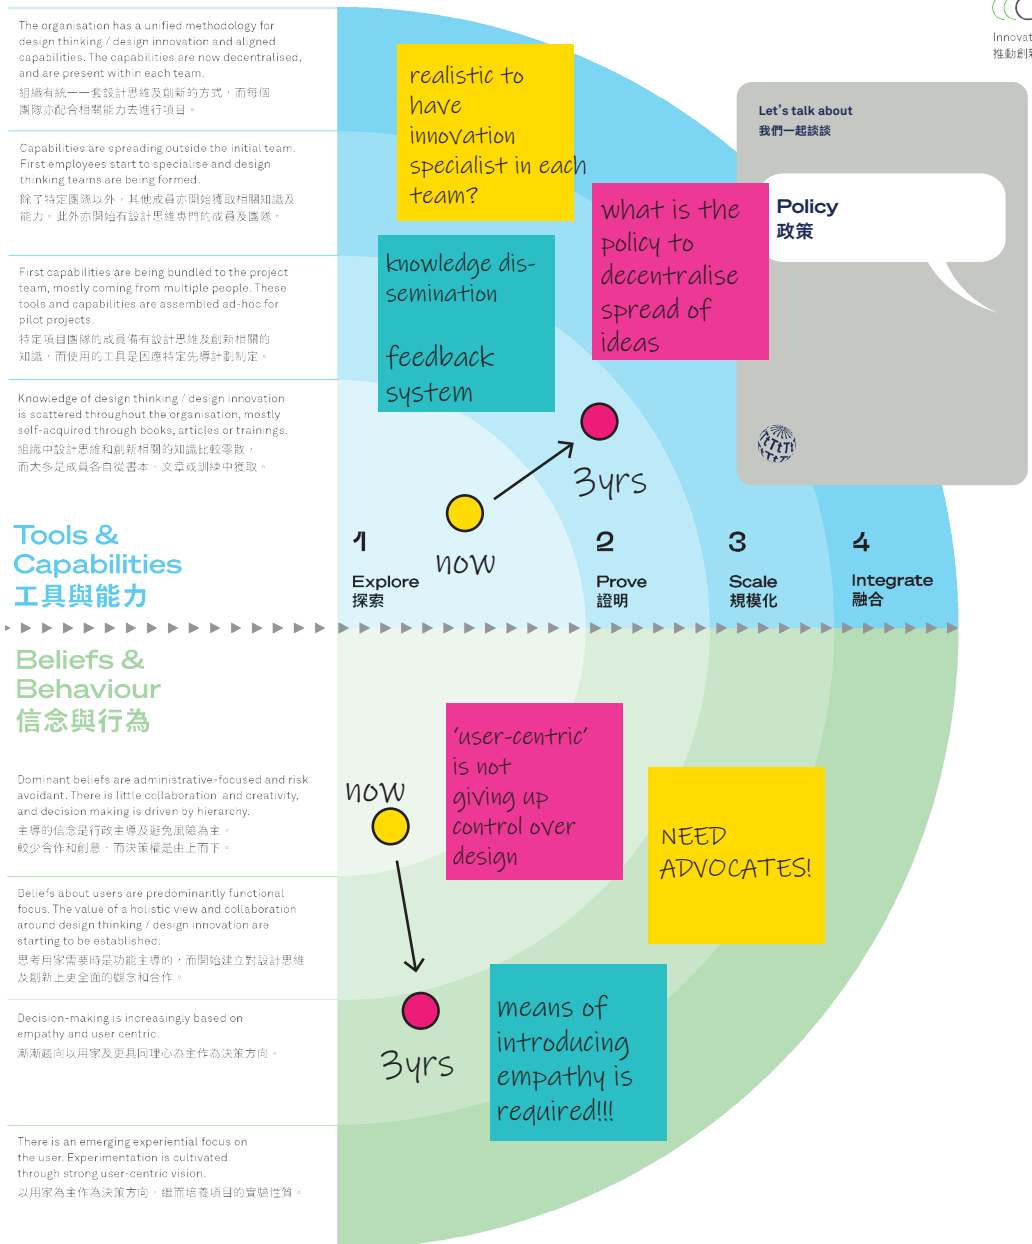 The organisation has a unified methodology for
design thinking / design innovation and aligned
capabilities. The capabilities are now decentralised,
and are present within each team.
組織有統一一套設計思維及創新的方式，而每個
團隊亦配合相關能力去進行項目。
Capabilities are spreading outside the initial team.
First employees start to specialise and design
thinking teams are being formed.
除了特定團隊以外，其他成員亦開始獲取相關知識及
能力。此外亦開始有設計思維專門的成員及團隊。
First capabilities are being bundled to the project
team, mostly coming from multiple people. These
tools and capabilities are assembled ad-hoc for
pilot projects.
特定項目團隊的成員備有設計思維及創新相關的
知識，而使用的工具是因應特定先導計劃制定。
Knowledge of design thinking / design innovation
is scattered throughout the organisation, mostly
self-acquired through books, articles or trainings.
組織中設計思維和創新相關的知識比較零散，
而大多是成員各自從書本、文章或訓練中獲取。
realistic to
have
innovation
specialist in each
team?
knowledge dis-
semination
feedback
system
what is the
policy to
decentralise
spread of
ideas
Innovat
推動創新
Let's talk about
我們一起談談
Policy
政策
3yrs
now
Tools &
Capabilities
工具與能力
1
Explore
探索
2
Prove
證明
3
Scale
規模化
4
Integrate
融合
Beliefs &
Behaviour
信念與行為
Dominant beliefs are administrative-focused and risk
avoidant. There is little collaboration and creativity,
and decision making is driven by hierarchy.
主導的信念是行政主導及避免風險為主，
較少合作和創意，而決策權是由上而下。
Beliefs about users are predominantly functional
focus. The value of a holistic view and collaboration
around design thinking / design innovation are
starting to be established.
思考用家需要時是功能主導的，而開始建立對設計思維
及創新上更全面的觀念和合作。
Decision-making is increasingly based on
empathy and user centric.
漸漸趨向以用家及更具同理心為主作為決策方向。
There is an emerging experiential focus on
the user. Experimentation is cultivated
through strong user-centric vision.
以用家為主作為決策方向，繼而培養項目的實驗性質。
now
3yrs
'user-centric'
is not
giving up
control over
design
NEED
ADVOCATES!
means of
introducing
empathy is
required!!!